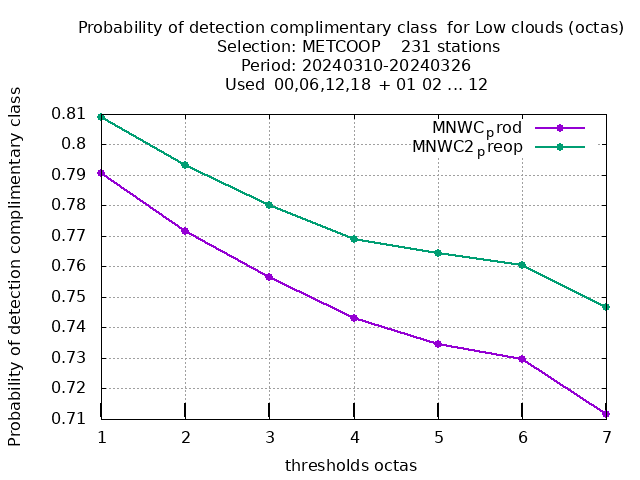 Probability of detection complimentary class  for Low clouds (octas)
Selection: METCOOP    231 stations
Period: 20240310-20240326
Used  00,06,12,18 + 01 02 ... 12
Probability of detection complimentary class
0.81
0.8
0.79
0.78
0.77
0.76
0.75
0.74
0.73
0.72
0.71
MNWCprod
MNWC2preop
1 2 3 4 5 6 7
thresholds octas